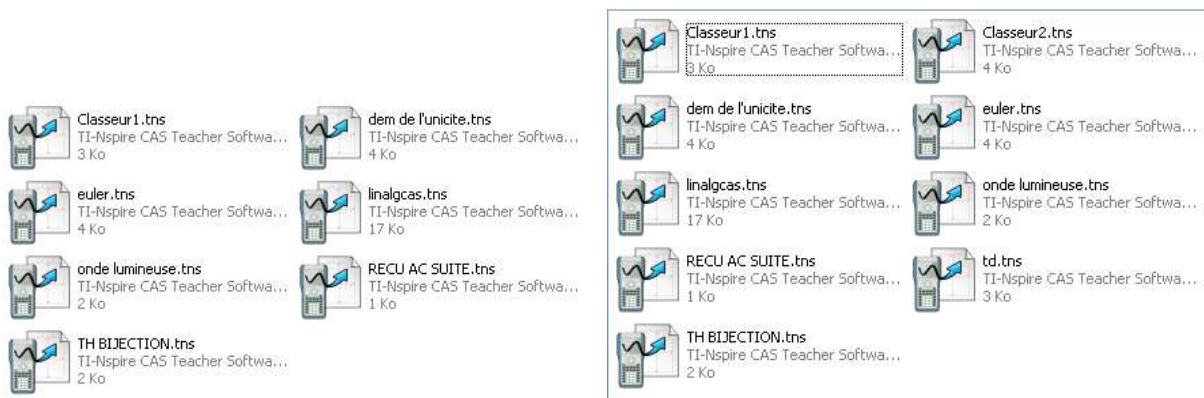 Classeur1.tns
TI-Nspire CAS Teacher Softwa...
3 Ko
dem de l'unicite.tns
TI-Nspire CAS Teacher Softwa...
4 Ko
euler.tns
TI-Nspire CAS Teacher Softwa...
4 Ko
linalgcas.tns
TI-Nspire CAS Teacher Softwa...
17 Ko
onde lumineuse.tns
TI-Nspire CAS Teacher Softwa...
2 Ko
RECU AC SUITE.tns
TI-Nspire CAS Teacher Softwa...
1 Ko
TH BIJECTION.tns
TI-Nspire CAS Teacher Softwa...
2 Ko
Classeur1.tns
TI-Nspire CAS Teacher Softwa...
3 Ko
Classeur2.tns
TI-Nspire CAS Teacher Softwa...
4 Ko
dem de l'unicite.tns
TI-Nspire CAS Teacher Softwa...
4 Ko
euler.tns
TI-Nspire CAS Teacher Softwa...
4 Ko
linalgcas.tns
TI-Nspire CAS Teacher Softwa...
17 Ko
onde lumineuse.tns
TI-Nspire CAS Teacher Softwa...
2 Ko
RECU AC SUITE.tns
TI-Nspire CAS Teacher Softwa...
1 Ko
td.tns
TI-Nspire CAS Teacher Softwa...
3 Ko
TH BIJECTION.tns
TI-Nspire CAS Teacher Softwa...
2 Ko